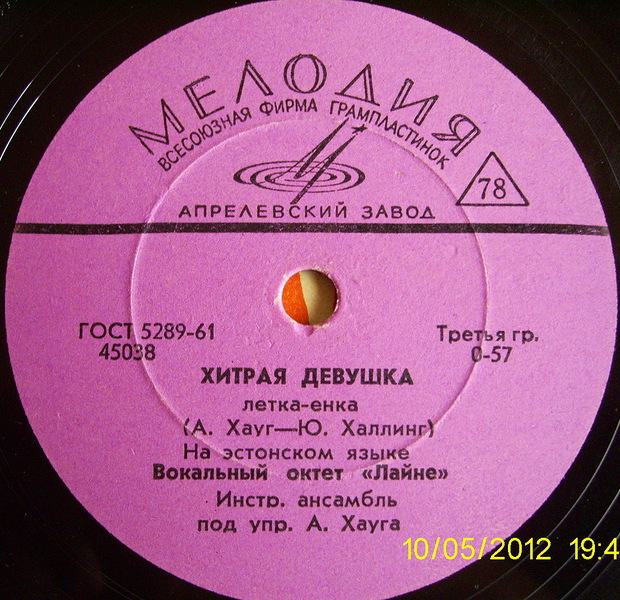 МЕЛОДИЯ
ВСЕСОЮЗНАЯ ФИРМА ГРАМПЛАСТИНОК
78
АПРЕЛЕВСКИЙ ЗАВОД
ГОСТ 5289-61
45038
Третья гр.
0-57
ХИТРАЯ ДЕВУШКА
летка-енка
(А. Хауг—Ю. Халлинг)
На эстонском языке
Вокальный октет «Лайне»
Инстр. ансамбль
под упр. А. Хауга
10/05/2012 19:4